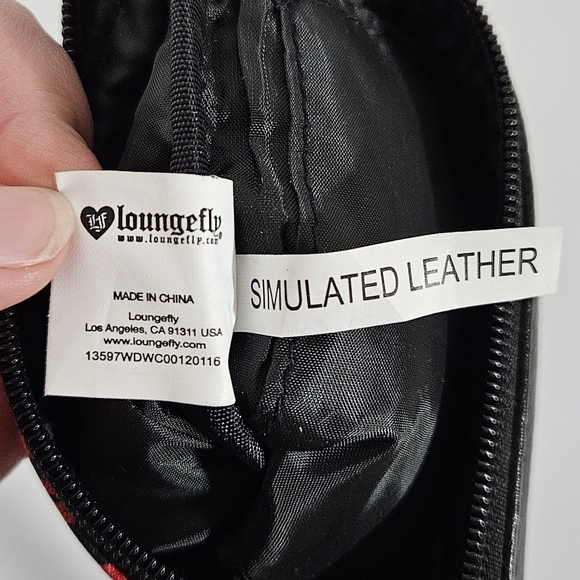 LF loungefly®
www.loungefly.com
MADE IN CHINA
Loungefly
Los Angeles, CA 91311 USA
www.loungefly.com
13597WDWC00120116
SIMULATED LEATHER